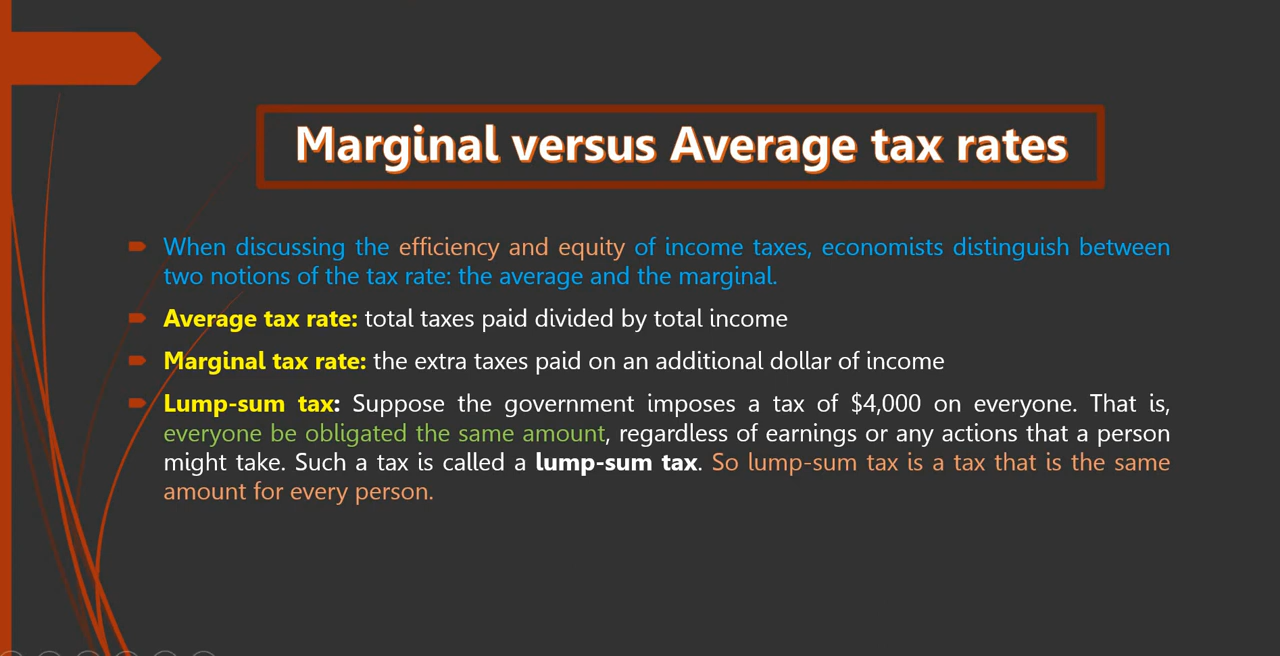 Marginal versus Average tax rates
When discussing the efficiency and equity of income taxes, economists distinguish between
two notions of the tax rate: the average and the marginal.
Average tax rate: total taxes paid divided by total income
Marginal tax rate: the extra taxes paid on an additional dollar of income
Lump-sum tax: Suppose the government imposes a tax of $4,000 on everyone. That is,
everyone be obligated the same amount, regardless of earnings or any actions that a person
might take. Such a tax is called a lump-sum tax. So lump-sum tax is a tax that is the same
amount for every person.